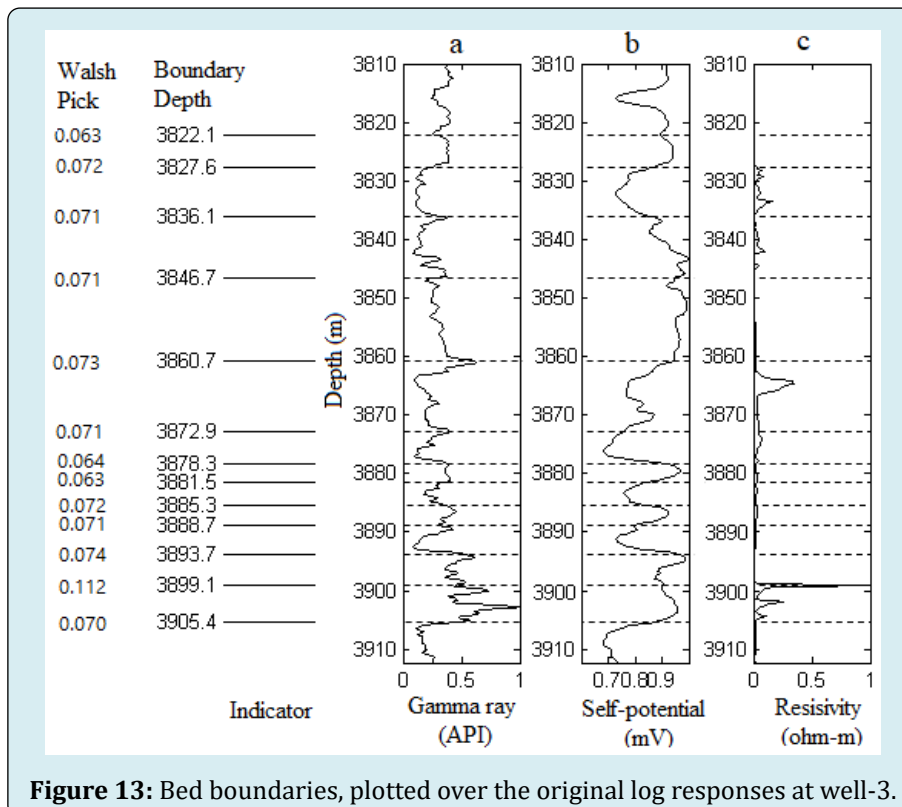 a b c
Walsh Pick
Boundary Depth
0.063 3822.1
0.072 3827.6
0.071 3836.1
0.071 3846.7
0.073 3860.7
0.071 3872.9
0.064 3878.3
0.063 3881.5
0.072 3885.3
0.071 3888.7
0.074 3893.7
0.112 3899.1
0.070 3905.4
Indicator
Depth (m)
3810 3810 3810
3820 3820 3820
3830 3830 3830
3840 3840 3840
3850 3850 3850
3860 3860 3860
3870 3870 3870
3880 3880 3880
3890 3890 3890
3900 3900 3900
3910 3910 3910
0 0.5 1
0.7 0.8 0.9
0 0.5 1
Gamma ray
(API)
Self-potential
(mV)
Resisivity
(ohm-m)
Figure 13: Bed boundaries, plotted over the original log responses at well-3.